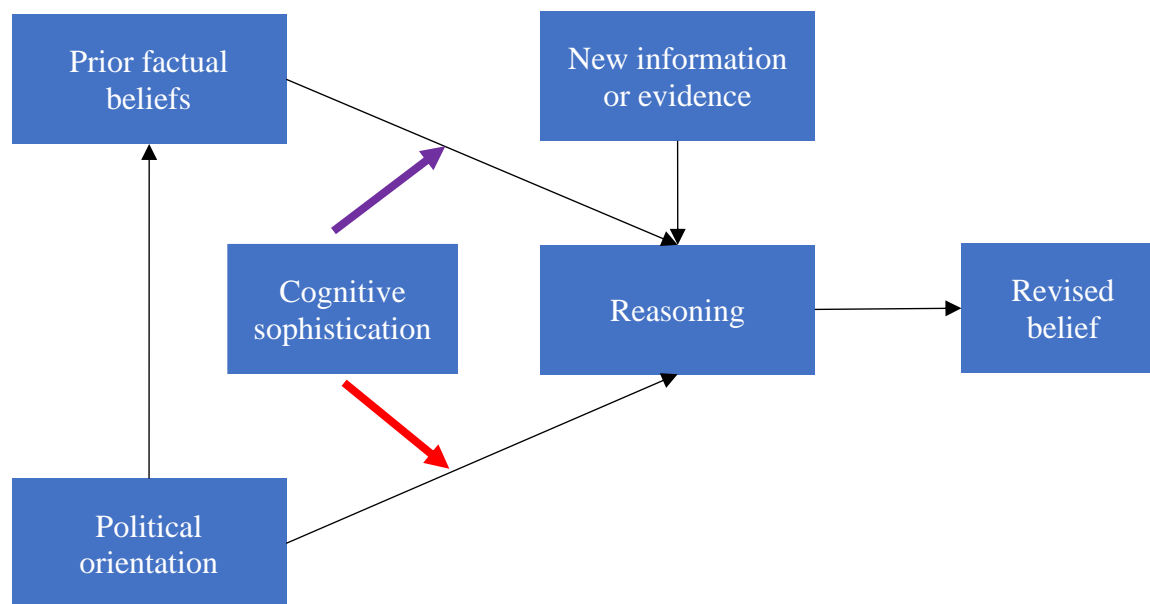 Prior factual
beliefs
New information
or evidence
Cognitive
sophistication
Reasoning
Revised
belief
Political
orientation